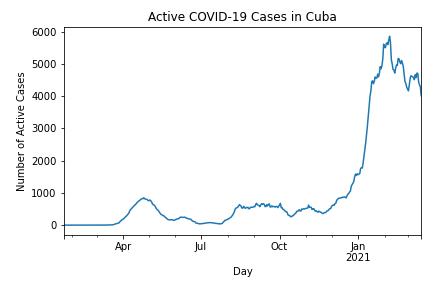 Active COVID-19 Cases in Cuba
6000
5000
4000
3000
2000
1000
0
Number of Active Cases
Apr
Jul
Oct
Jan
2021
Day